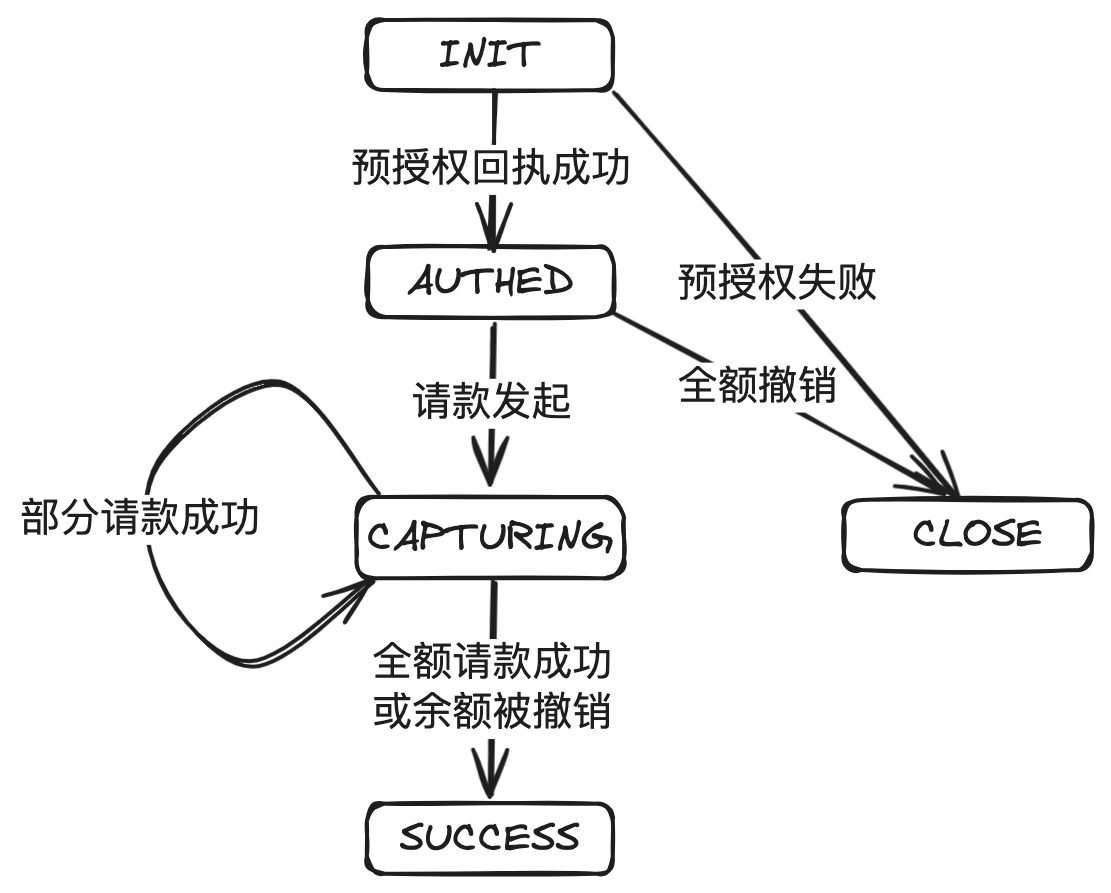 INIT
预授权回执成功
AUTHED
预授权失败
全额撤销
请款发起
部分请款成功
CAPTURING
CLOSE
全额请款成功
或余额被撤销
SUCCESS